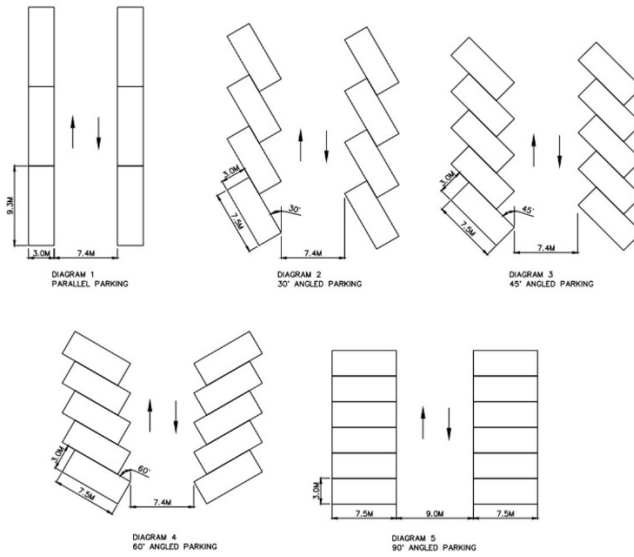 9.3M
3.0M
7.4M
DIAGRAM 1
PARALLEL PARKING
3.0M
7.5M
30°
7.4M
DIAGRAM 2
30° ANGLED PARKING
3.0M
7.5M
45°
7.4M
DIAGRAM 3
45° ANGLED PARKING
3.0M
7.5M
60°
7.4M
DIAGRAM 4
60° ANGLED PARKING
3.0M
7.5M
9.0M
7.5M
DIAGRAM 5
90° ANGLED PARKING